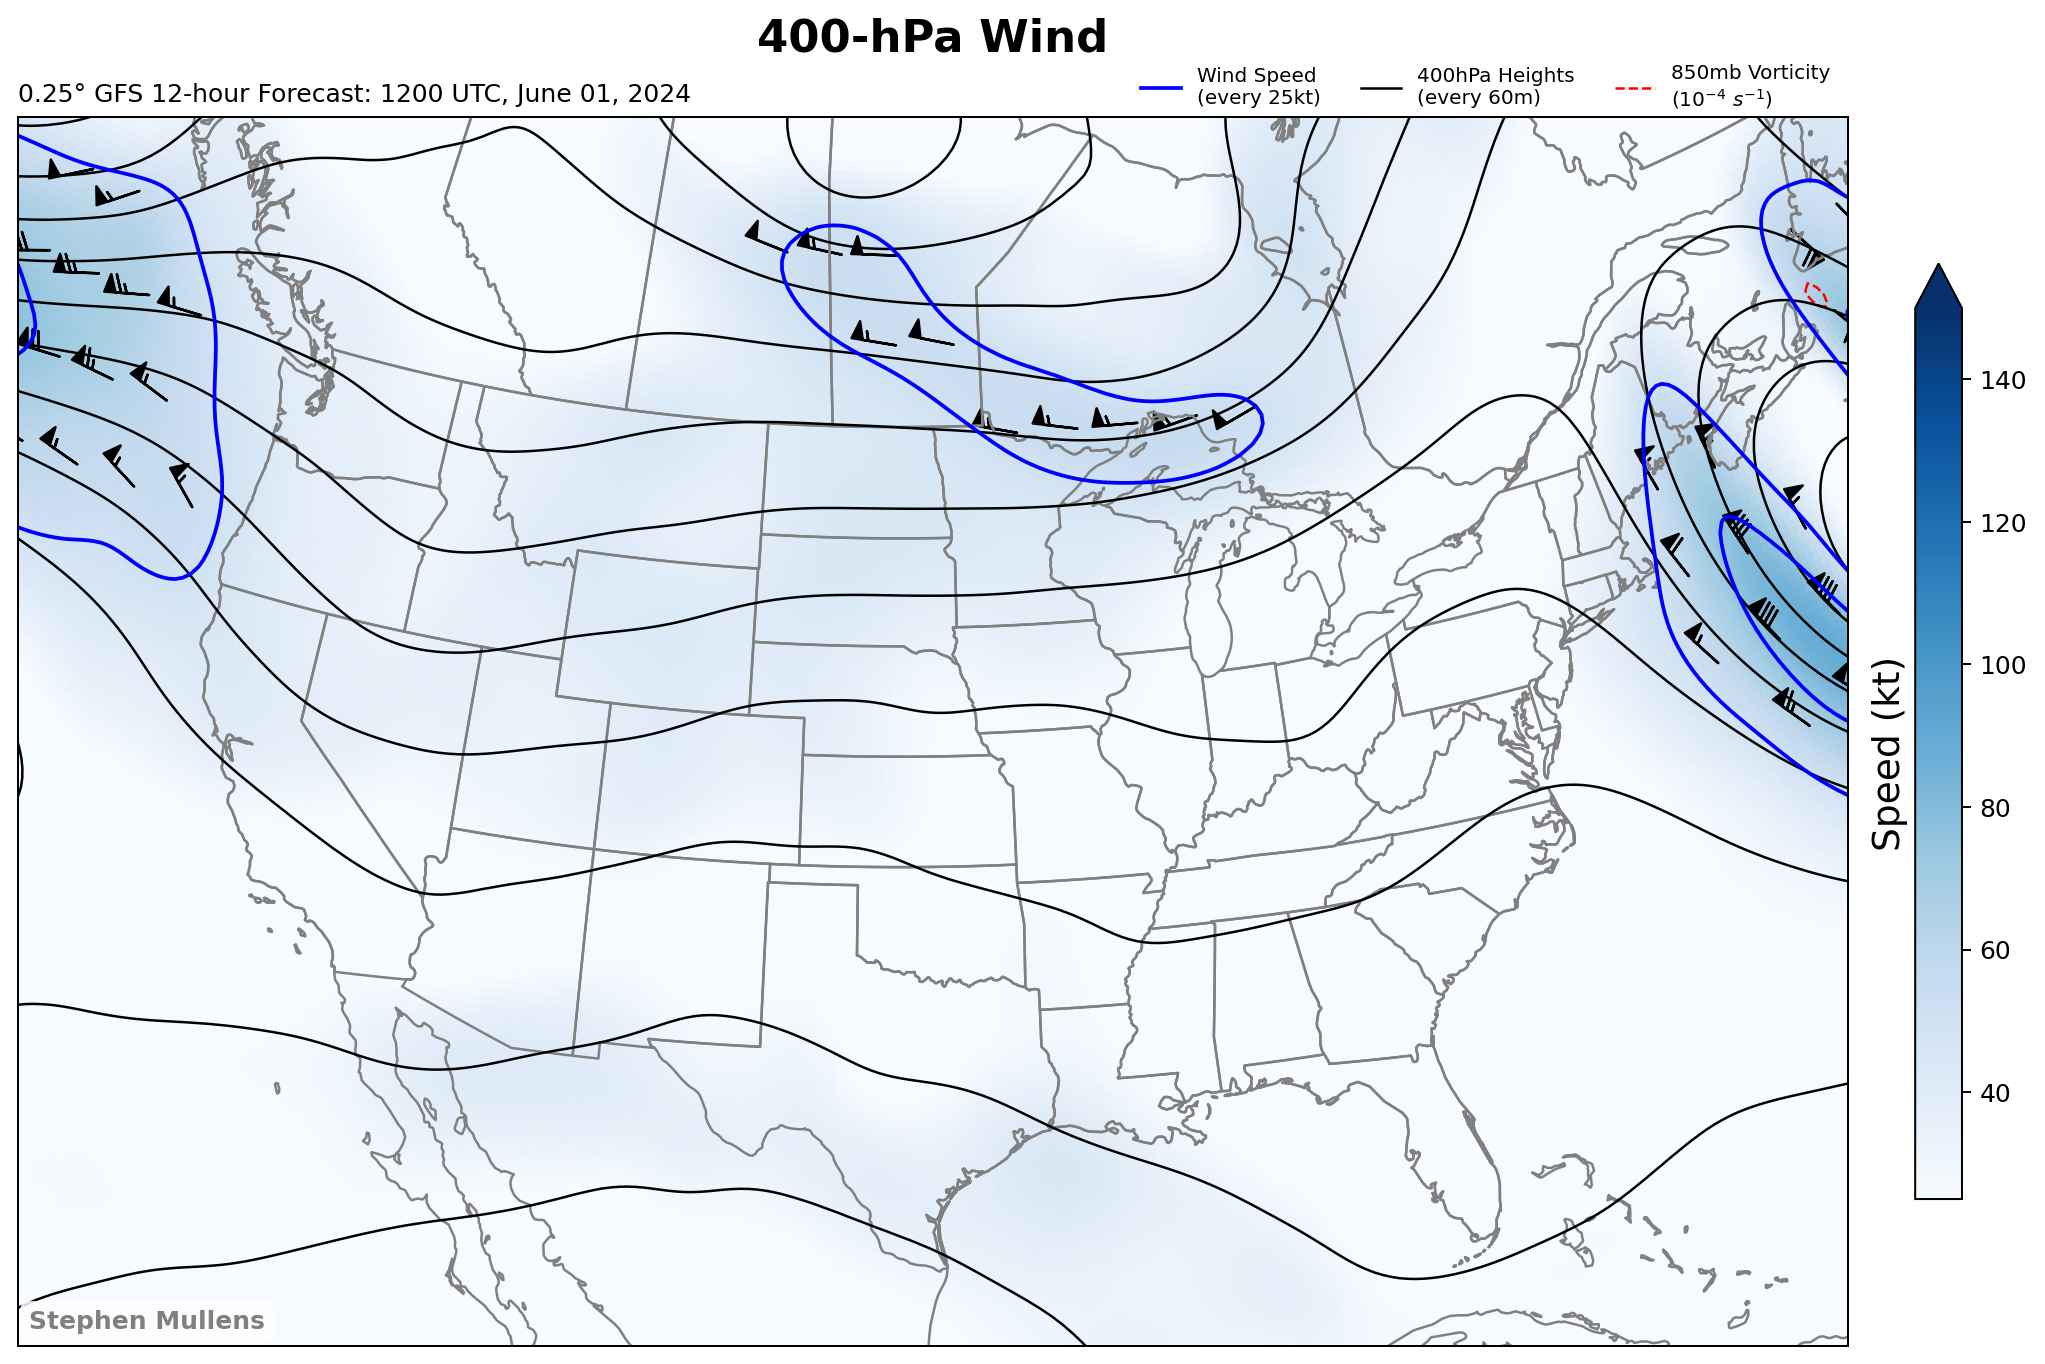 400-hPa Wind
0.25° GFS 12-hour Forecast: 1200 UTC, June 01, 2024
Wind Speed
(every 25kt)
400hPa Heights
(every 60m)
850mb Vorticity
(10⁻⁴ s⁻¹)
140
120
100
80
60
40
Speed (kt)
Stephen Mullens